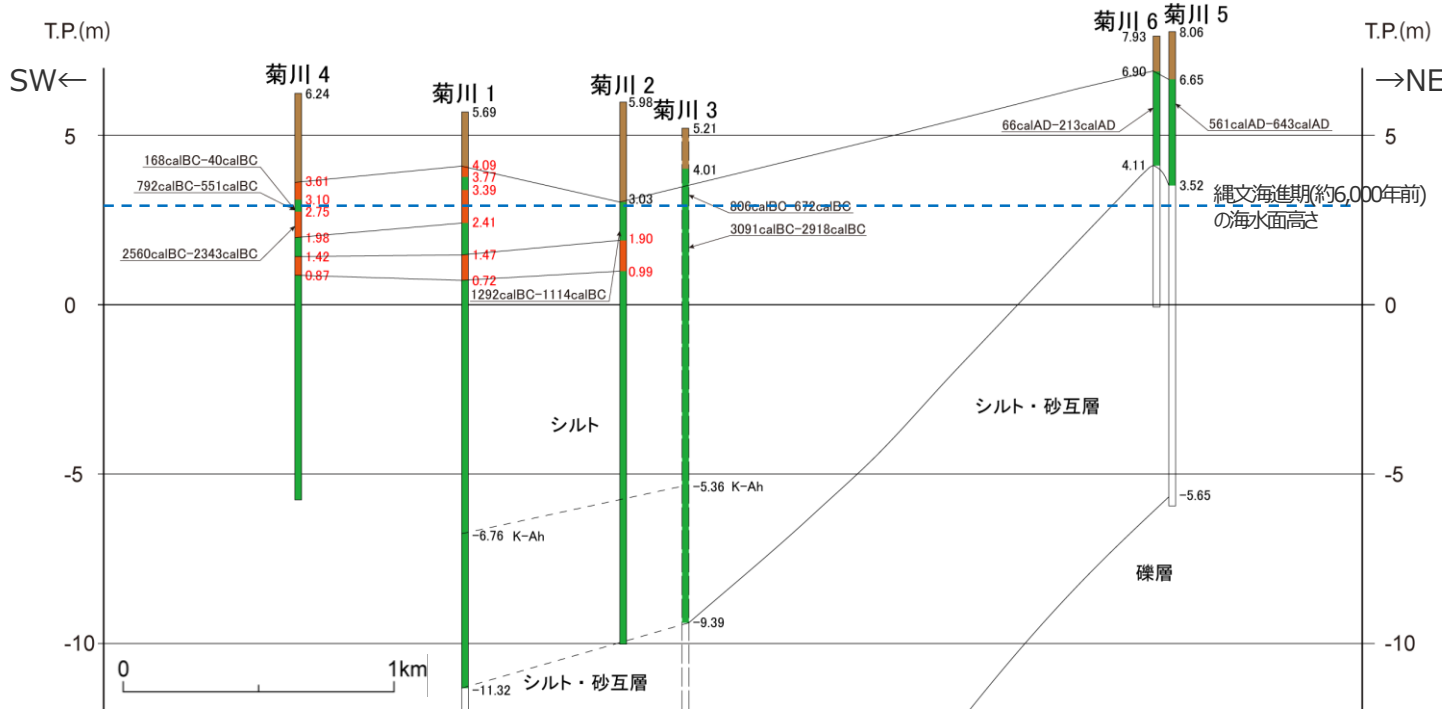 T.P.(m)
T.P.(m)
SW←
→NE
菊川 4
6.24
菊川 1
5.69
菊川 2
5.98
菊川 3
5.21
菊川 6
7.93
菊川 5
8.06
6.90
6.65
5
5
66calAD-213calAD
561calAD-643calAD
168calBC-40calBC
792calBC-551calBC
2560calBC-2343calBC
3.61
3.10
2.75
1.98
1.42
0.87
4.09
3.77
3.39
2.41
1.47
0.72
3.03
1.90
0.99
1292calBC-1114calBC
4.01
806calBC-672calBC
3091calBC-2918calBC
4.11
3.52
縄文海進期(約6,000年前)
の海水面高さ
0
0
シルト
シルト・砂互層
-5
-5
-5.36 K-Ah
-6.76 K-Ah
-5.65
礫層
-9.39
-10
-10
0
1km
-11.32
シルト・砂互層